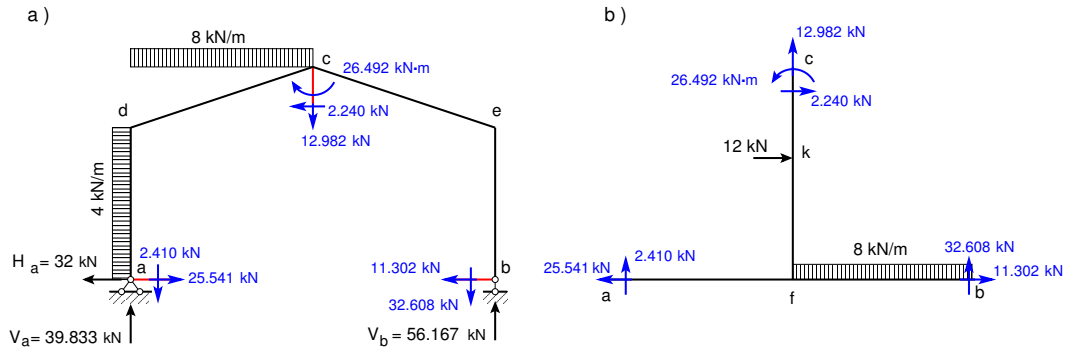 a )
8 kN/m
c
26.492 kN·m
d
2.240 kN
e
12.982 kN
4 kN/m
H a = 32 kN
2.410 kN
a
25.541 kN
11.302 kN
b
32.608 kN
Va = 39.833 kN
Vb = 56.167 kN
b )
12.982 kN
c
26.492 kN·m
2.240 kN
12 kN
k
8 kN/m
32.608 kN
25.541 kN
2.410 kN
11.302 kN
a
f
b